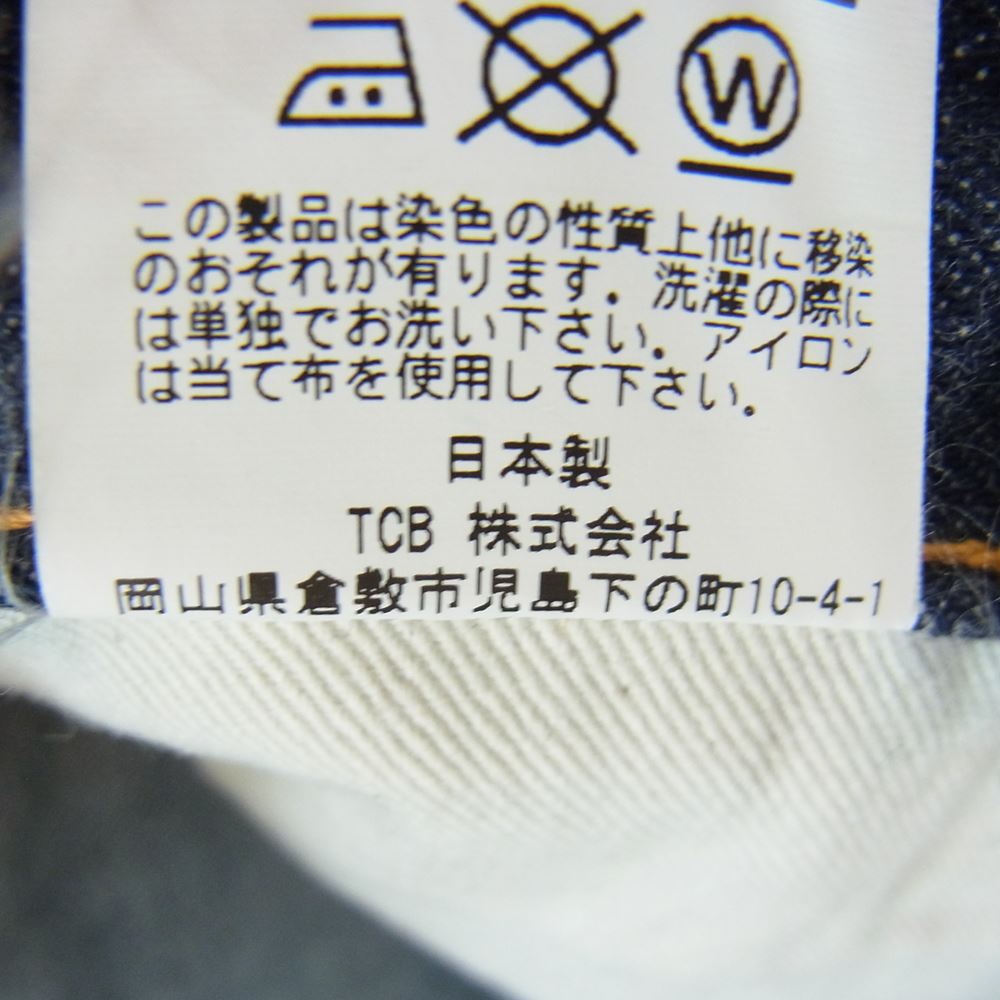 W
この製品は染色の性質上他に移染
のおそれが有ります．洗濯の際に
は単独でお洗い下さい．アイロン
は当て布を使用して下さい。
日本製
TCB 株式会社
岡山県倉敷市児島下の町10-4-1